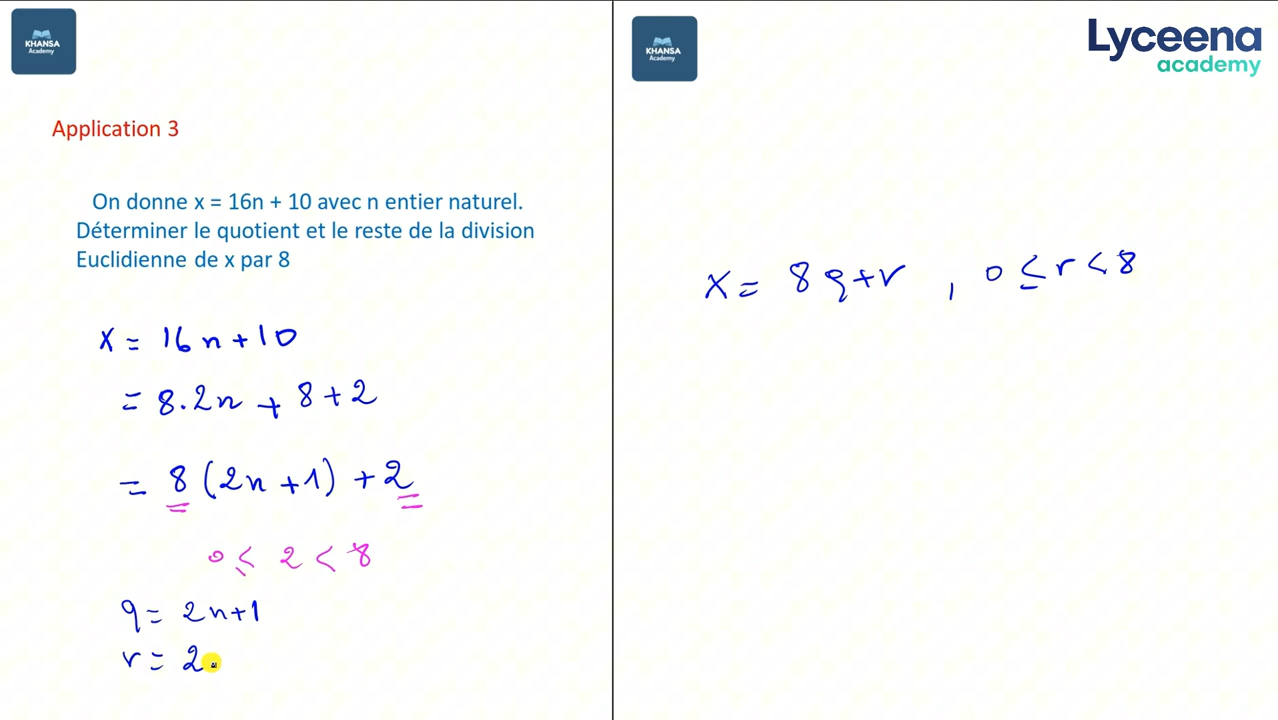 KHANSA
Academy
Application 3
On donne x = 16n + 10 avec n entier naturel.
Déterminer le quotient et le reste de la division
Euclidienne de x par 8
x = 16n + 10
= 8.2n + 8 + 2
= 8 (2n + 1) + 2
0 ≤ 2 < 8
q = 2n+1
r = 2
KHANSA
Academy
Lyceena
academy
x = 8q+r , 0 ≤ r < 8